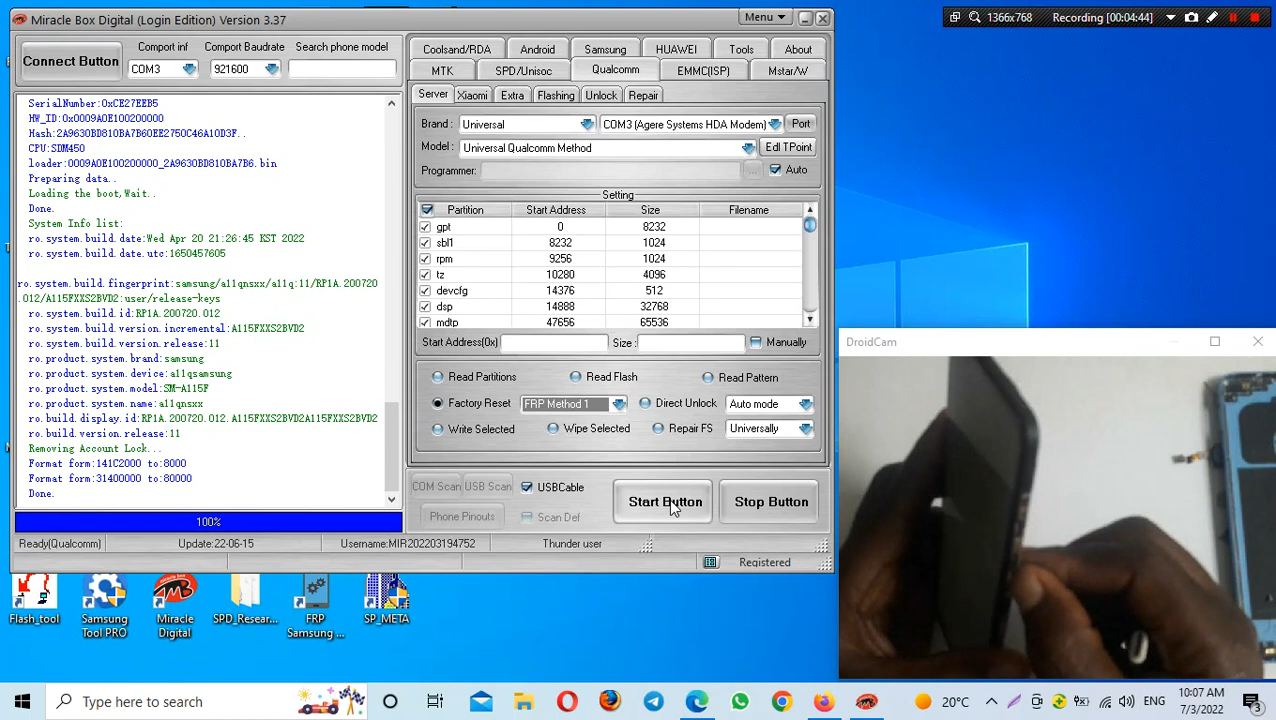 Miracle Box Digital (Login Edition) Version 3.37
Menu
1366x768
Recording [00:04:44]
Connect Button
Comport inf
Comport Baudrate
Search phone model
COM3
921600
Coolsand/RDA
Android
Samsung
HUAWEI
Tools
About
MTK
SPD/Unisoc
Qualcomm
EMMC(ISP)
Mstar/W
Server
Xiaomi
Extra
Flashing
Unlock
Repair
SerialNumber:0xCE27EEB5
HW_ID:0x0009A0E100200000
Hash:2A9630BD810BA7B60EE2750C46A10D3F..
CPU:SDM450
loader:0009A0E100200000_2A9630BD810BA7B6.bin
Preparing data..
Loading the boot,Wait..
Done.
System Info list:
ro.system.build.date:Wed Apr 20 21:26:45 KST 2022
ro.system.build.date.utc:1650457605
ro.system.build.fingerprint:samsung/a11qnsxx/a11q:11/RP1A.200720
.012/A115FXXS2BVD2:user/release-keys
ro.system.build.id:RP1A.200720.012
ro.system.build.version.incremental:A115FXXS2BVD2
ro.system.build.version.release:11
ro.product.system.brand:samsung
ro.product.system.device:a11qsamsung
ro.product.system.model:SM-A115F
ro.product.system.name:a11qnsxx
ro.build.display.id:RP1A.200720.012.A115FXXS2BVD2A115FXXS2BVD2
ro.build.version.release:11
Removing Account Lock...
Format form:141C2000 to:8000
Format form:31400000 to:80000
Done.
100%
Brand :
Universal
COM3 (Agere Systems HDA Modem)
Port
Model :
Universal Qualcomm Method
Edl TPoint
Programmer:
...
Auto
Setting
Partition Start Address Size Filename
gpt 0 8232
sbl1 8232 1024
rpm 9256 1024
tz 10280 4096
devcfg 14376 512
dsp 14888 32768
mdtp 47656 65536
Start Address(0x)
Size :
Manually
Read Partitions
Read Flash
Read Pattern
Factory Reset
FRP Method 1
Direct Unlock
Auto mode
Write Selected
Wipe Selected
Repair FS
Universally
COM Scan
USB Scan
USBCable
Phone Pinouts
Scan Def
Start Button
Stop Button
Ready(Qualcomm)
Update:22-06-15
Username:MIR202203194752
Thunder user
Registered
DroidCam
Flash_tool
Samsung
Tool PRO
Miracle
Digital
SPD_Resear...
FRP
Samsung ...
SP_META
Type here to search
20°C
ENG
10:07 AM
7/3/2022
3